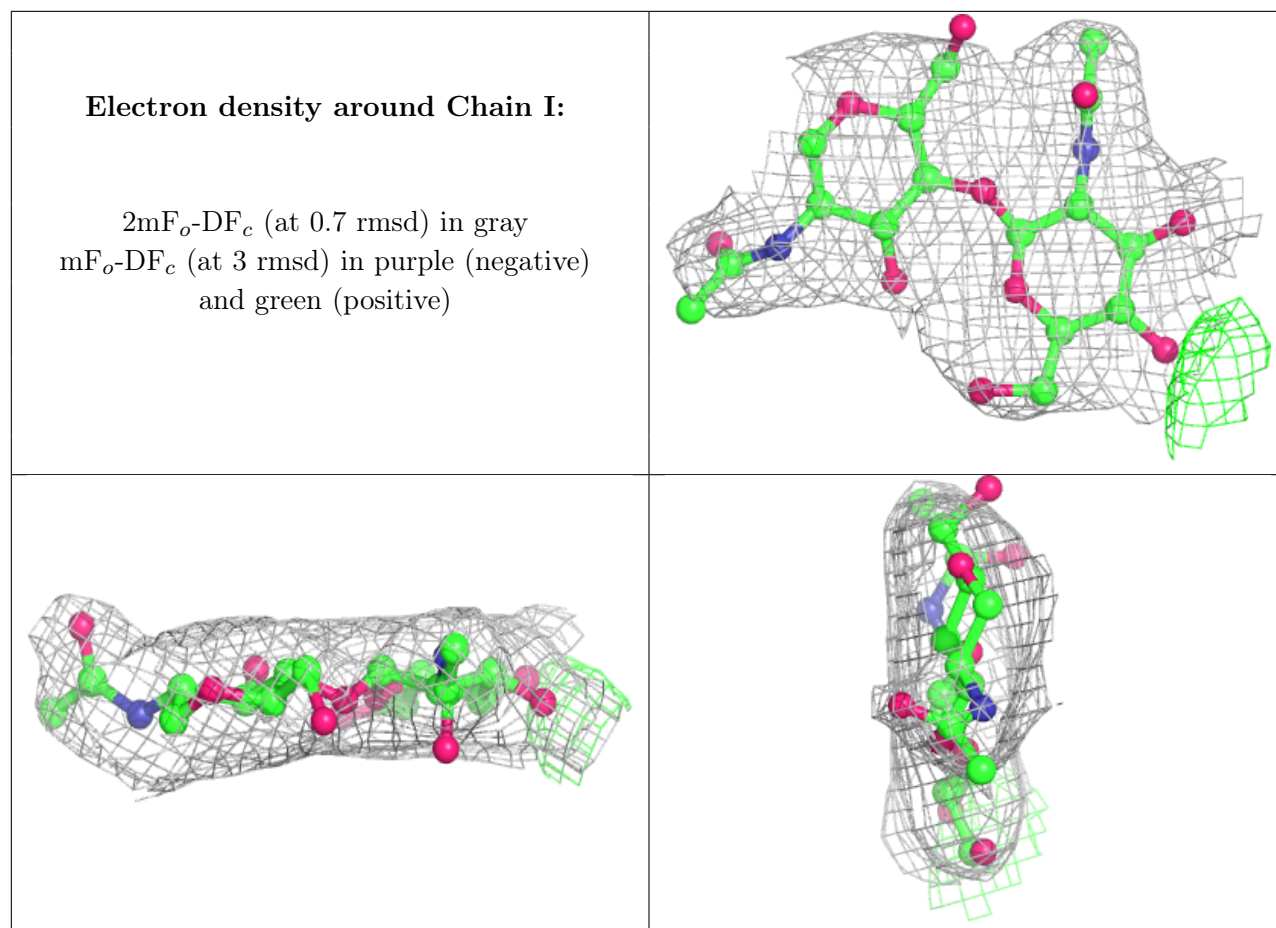 Electron density around Chain I:
2mFo-DFc (at 0.7 rmsd) in gray
mFo-DFc (at 3 rmsd) in purple (negative)
and green (positive)